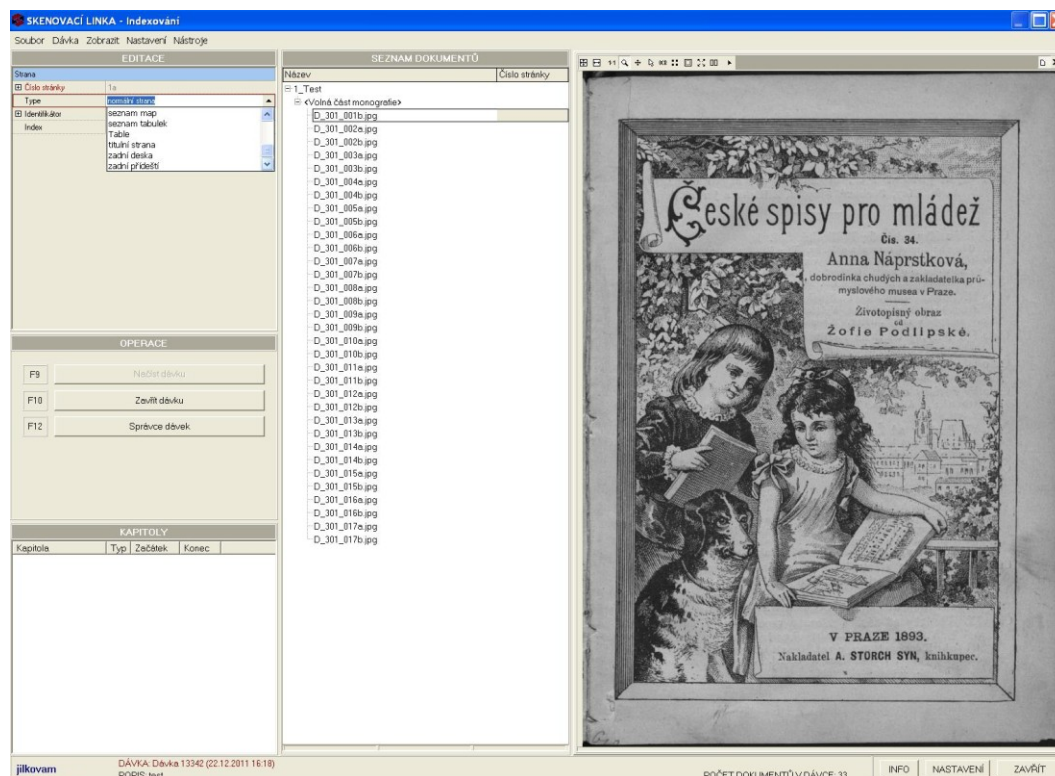 SKENOVACÍ LINKA - Indexování
Soubor Dávka Zobrazit Nastavení Nástroje
EDITACE
Strana
Číslo stránky 1a
Type normální strana
Identifikátor
Index
seznam map
seznam tabulek
Table
titulní strana
zadní deska
zadní přídeští
OPERACE
F9 Načíst dávku
F10 Zavřít dávku
F12 Správce dávek
KAPITOLY
Kapitola Typ Začátek Konec
SEZNAM DOKUMENTŮ
Název Číslo stránky
1_Test
<Volná část monografie>
D_301_001b.jpg
D_301_002a.jpg
D_301_002b.jpg
D_301_003a.jpg
D_301_003b.jpg
D_301_004a.jpg
D_301_004b.jpg
D_301_005a.jpg
D_301_005b.jpg
D_301_006a.jpg
D_301_006b.jpg
D_301_007a.jpg
D_301_007b.jpg
D_301_008a.jpg
D_301_008b.jpg
D_301_009a.jpg
D_301_009b.jpg
D_301_010a.jpg
D_301_010b.jpg
D_301_011a.jpg
D_301_011b.jpg
D_301_012a.jpg
D_301_012b.jpg
D_301_013a.jpg
D_301_013b.jpg
D_301_014a.jpg
D_301_014b.jpg
D_301_015a.jpg
D_301_015b.jpg
D_301_016a.jpg
D_301_016b.jpg
D_301_017a.jpg
D_301_017b.jpg
1:1
České spisy pro mládež
Čís. 34.
Anna Náprstková,
dobrodinka chudých a zakladatelka prů-
myslového musea v Praze.
Životopisný obraz
od
Žofie Podlipské.
V PRAZE 1893.
Nakladatel A. STORCH SYN, knihkupec.
jilkovam
DÁVKA: Dávka 13342 (22.12.2011 16:18)
POPIS: test
POČET DOKUMENTŮ V DÁVCE: 33
INFO NASTAVENÍ ZAVŘÍT